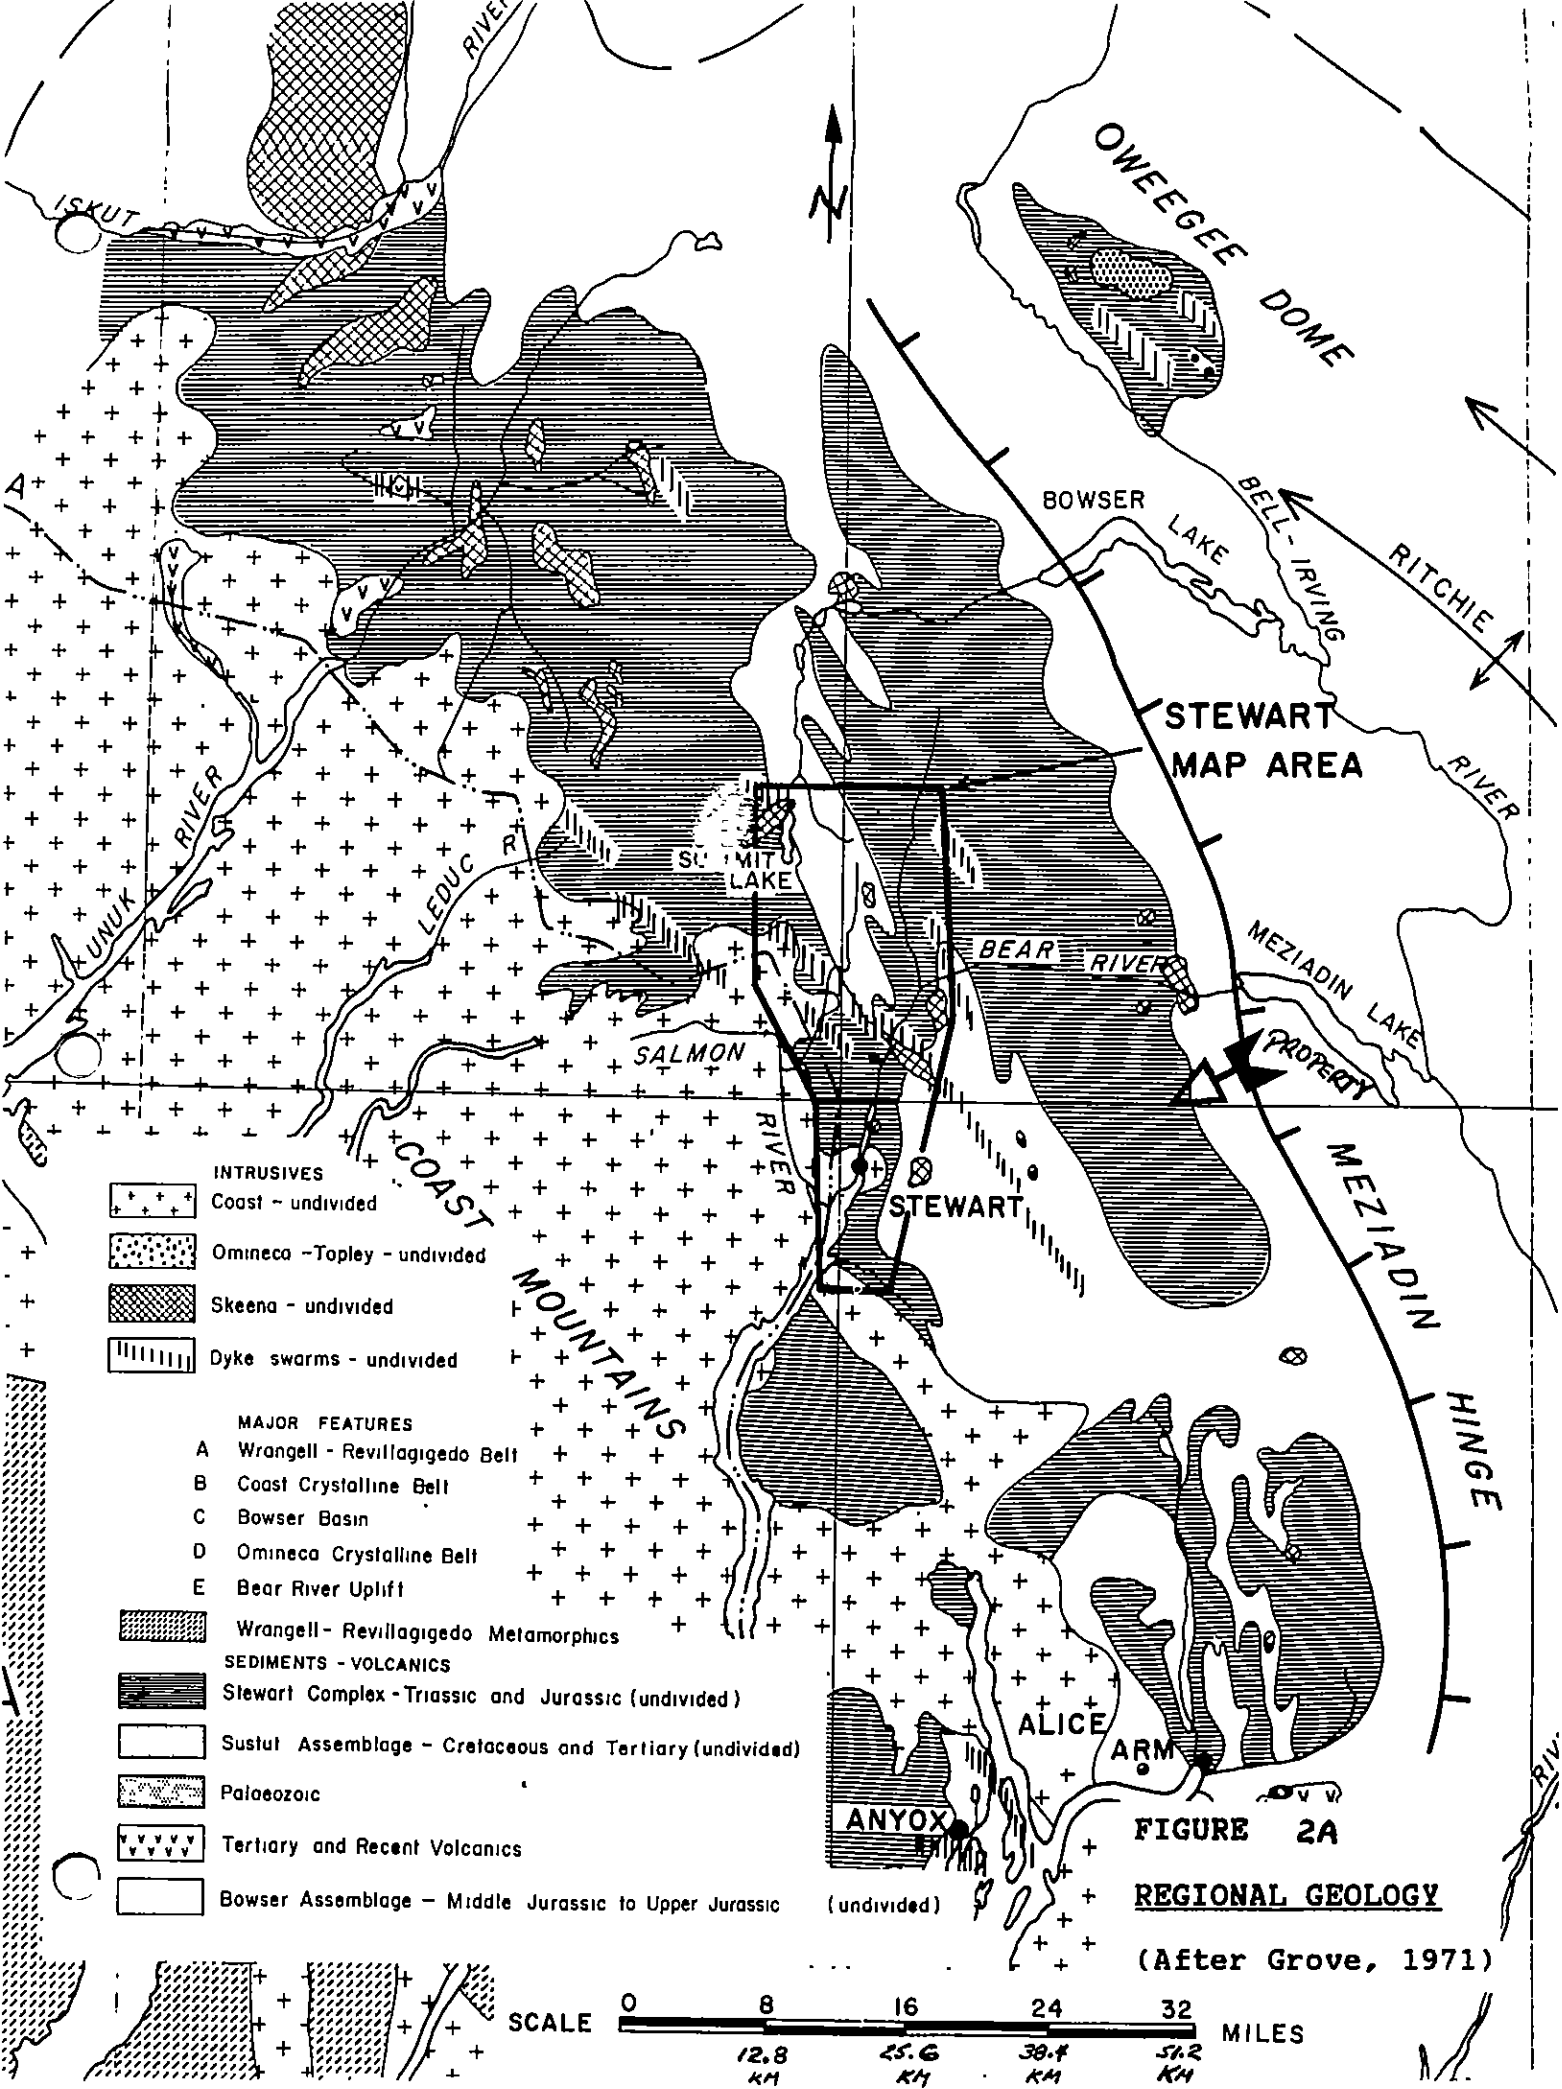 RIVER
ISKUT
N
OWEEGEE
DOME
A
BOWSER
LAKE
BELL - IRVING
RIVER
RITCHIE
STEWART
MAP AREA
UNUK
RIVER
LEDUC
R
SUMMIT
LAKE
BEAR RIVER
MEZIADIN
LAKE
PROPERTY
SALMON
RIVER
STEWART
COAST
MOUNTAINS
MEZIADIN
HINGE
INTRUSIVES
Coast - undivided
Omineca - Topley - undivided
Skeena - undivided
Dyke swarms - undivided
MAJOR FEATURES
A Wrangell - Revillagigedo Belt
B Coast Crystalline Belt
C Bowser Basin
D Omineca Crystalline Belt
E Bear River Uplift
Wrangell - Revillagigedo Metamorphics
SEDIMENTS - VOLCANICS
Stewart Complex - Triassic and Jurassic (undivided)
Sustut Assemblage - Cretaceous and Tertiary (undivided)
Palaeozoic
Tertiary and Recent Volcanics
Bowser Assemblage - Middle Jurassic to Upper Jurassic (undivided)
ALICE
ARM
ANYOX
FIGURE 2A
REGIONAL GEOLOGY
(After Grove, 1971)
SCALE 0 8 16 24 32 MILES
12.8 KM 25.6 KM 38.4 KM 51.2 KM